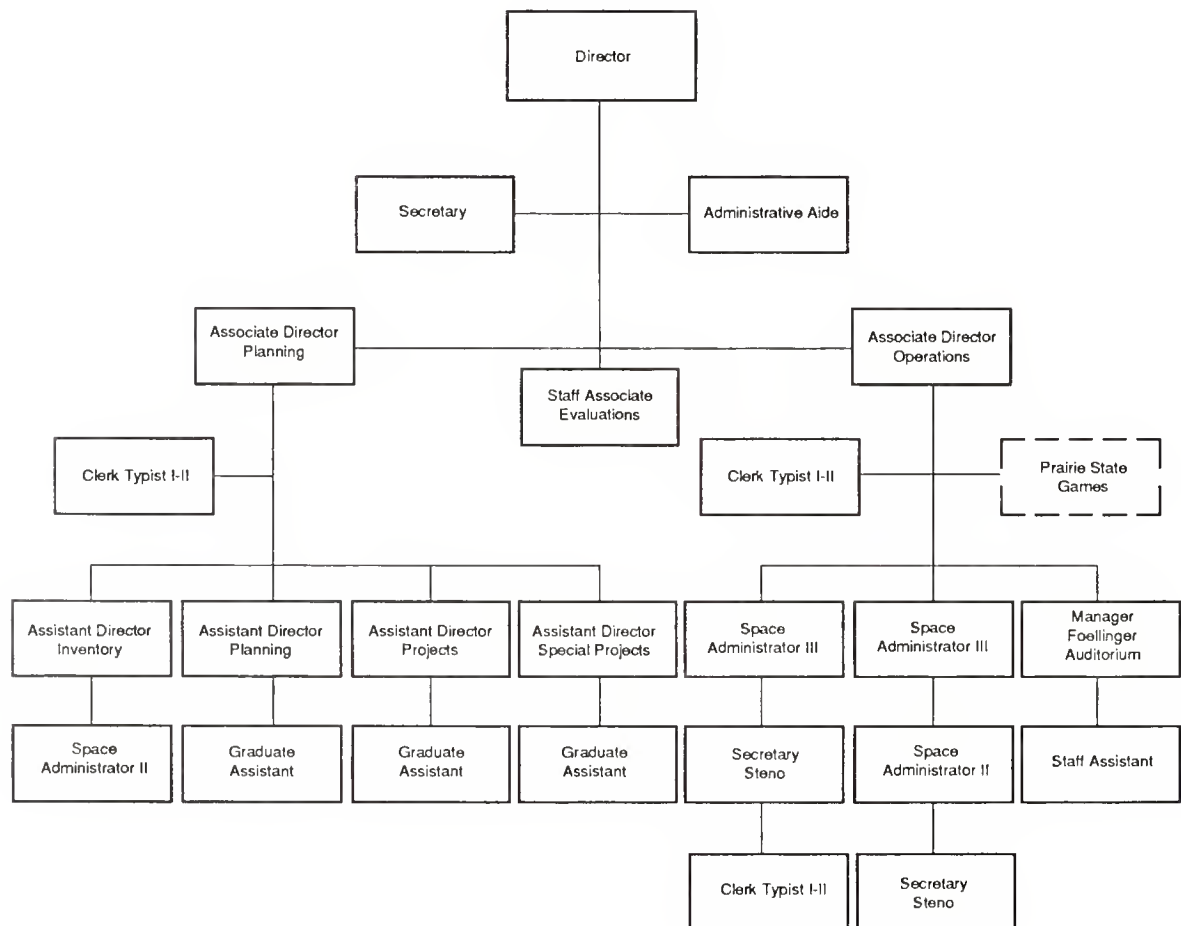 Director
Secretary
Administrative Aide
Associate Director
Planning
Associate Director
Operations
Staff Associate
Evaluations
Clerk Typist I-II
Clerk Typist I-II
Prairie State
Games
Assistant Director
Inventory
Assistant Director
Planning
Assistant Director
Projects
Assistant Director
Special Projects
Space
Administrator III
Space
Administrator III
Manager
Foellinger
Auditorium
Space
Administrator II
Graduate
Assistant
Graduate
Assistant
Graduate
Assistant
Secretary
Steno
Space
Administrator II
Staff Assistant
Clerk Typist I-II
Secretary
Steno